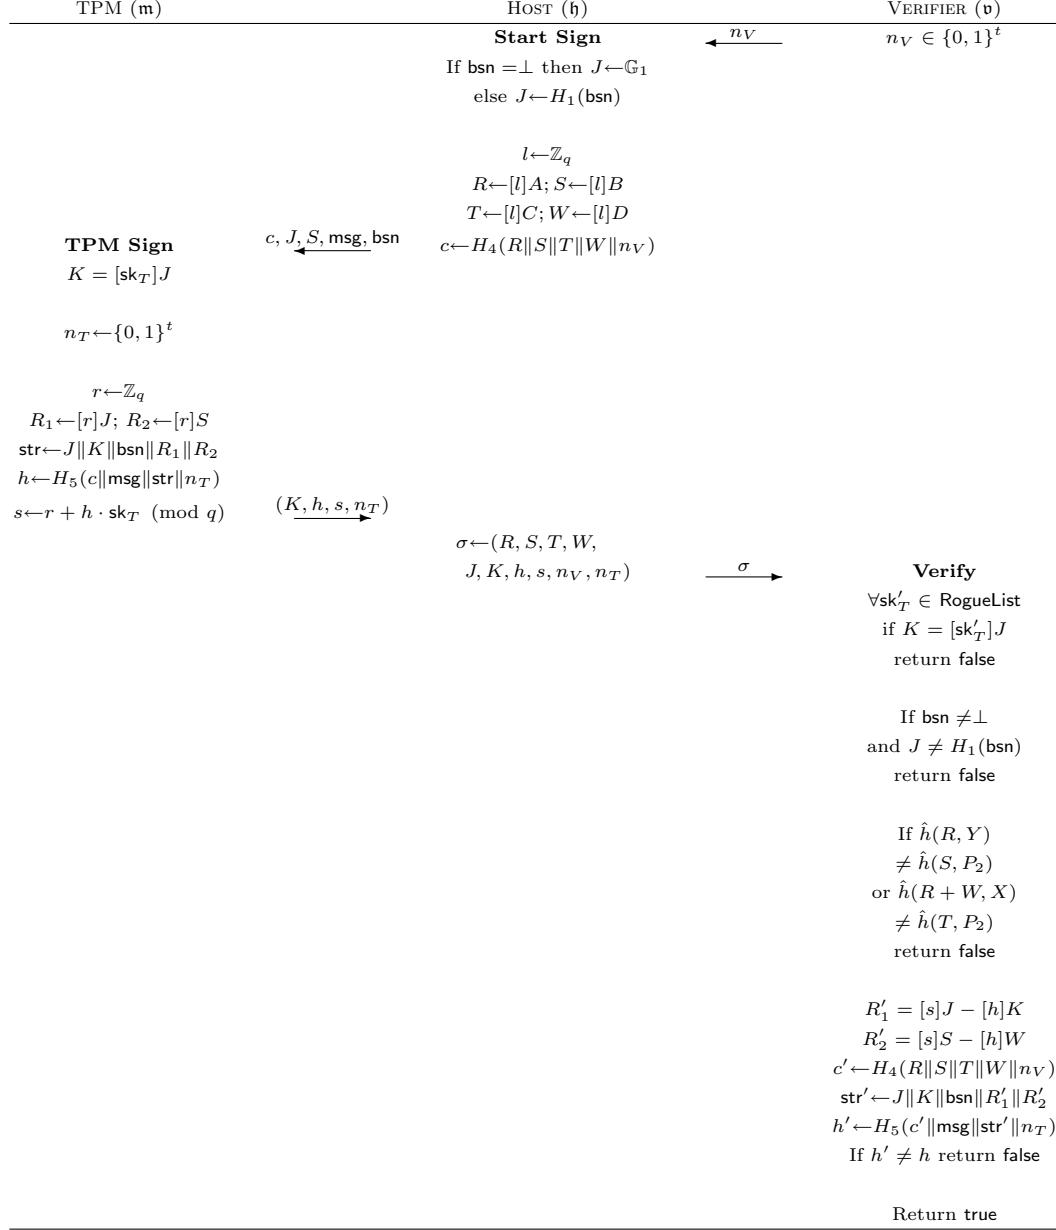 TPM (𝔪) HOST (𝔥) VERIFIER (𝔳)
Start Sign n_V n_V ∈ {0, 1}^t
If bsn =⊥ then J←𝔾_1
else J←H_1(bsn)
l←ℤ_q
R←[l]A; S←[l]B
T←[l]C; W←[l]D
TPM Sign c, J, S, msg, bsn c←H_4(R‖S‖T‖W‖n_V)
K = [sk_T]J
n_T←{0, 1}^t
r←ℤ_q
R_1←[r]J; R_2←[r]S
str←J‖K‖bsn‖R_1‖R_2
h←H_5(c‖msg‖str‖n_T)
s←r + h · sk_T (mod q) (K, h, s, n_T)
σ←(R, S, T, W,
J, K, h, s, n_V, n_T) σ Verify
∀sk′_T ∈ RogueList
if K = [sk′_T]J
return false
If bsn ≠⊥
and J ≠ H_1(bsn)
return false
If ĥ(R, Y)
≠ ĥ(S, P_2)
or ĥ(R + W, X)
≠ ĥ(T, P_2)
return false
R′_1 = [s]J − [h]K
R′_2 = [s]S − [h]W
c′←H_4(R‖S‖T‖W‖n_V)
str′←J‖K‖bsn‖R′_1‖R′_2
h′←H_5(c′‖msg‖str′‖n_T)
If h′ ≠ h return false
Return true